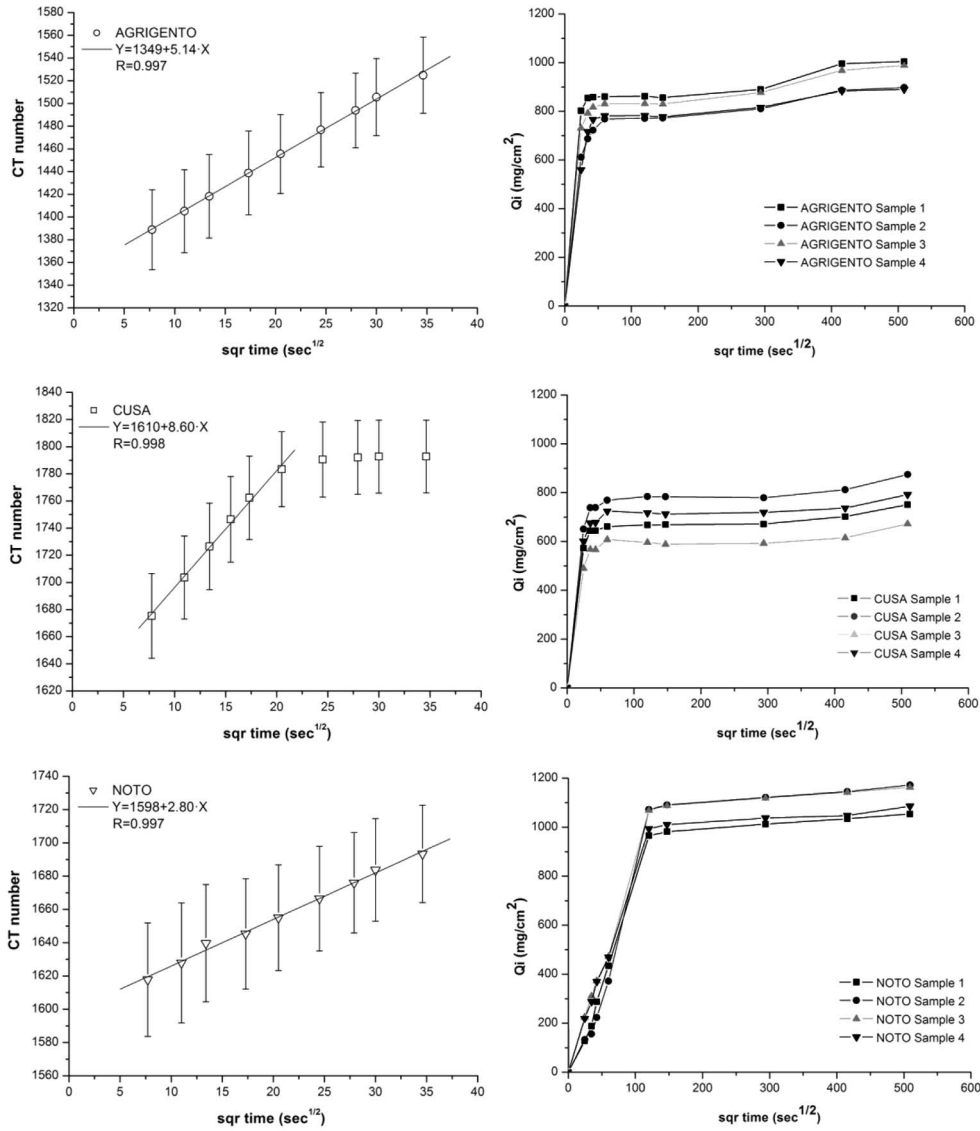 AGRIGENTO
Y=1349+5.14·X
R=0.997
CT number
1580
1560
1540
1520
1500
1480
1460
1440
1420
1400
1380
1360
1340
1320
0 5 10 15 20 25 30 35 40
sqr time (sec1/2
Qi (mg/cm2)
1200
1000
800
600
400
200
0
AGRIGENTO Sample 1
AGRIGENTO Sample 2
AGRIGENTO Sample 3
AGRIGENTO Sample 4
0 100 200 300 400 500 600
sqr time (sec1/2)
CUSA
Y=1610+8.60·X
R=0.998
CT number
1840
1820
1800
1780
1760
1740
1720
1700
1680
1660
1640
1620
0 5 10 15 20 25 30 35 40
sqr time (sec1/2)
Qi (mg/cm2)
1200
1000
800
600
400
200
0
CUSA Sample 1
CUSA Sample 2
CUSA Sample 3
CUSA Sample 4
0 100 200 300 400 500 600
sqr time (sec1/2)
NOTO
Y=1598+2.80·X
R=0.997
CT number
1740
1720
1700
1680
1660
1640
1620
1600
1580
1560
0 5 10 15 20 25 30 35 40
sqr time (sec1/2)
Qi (mg/cm2)
1200
1000
800
600
400
200
0
NOTO Sample 1
NOTO Sample 2
NOTO Sample 3
NOTO Sample 4
0 100 200 300 400 500 600
sqr time (sec1/2)